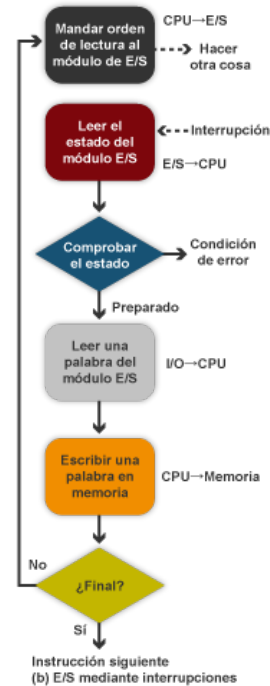 Mandar orden
de lectura al
módulo de E/S
CPU→E/S
Hacer
otra cosa
Leer el
estado del
módulo E/S
Interrupción
E/S→CPU
Comprobar
el estado
Condición
de error
Preparado
Leer una
palabra del
módulo E/S
I/O→CPU
Escribir una
palabra en
memoria
CPU→Memoria
No
¿Final?
Sí
Instrucción siguiente
(b) E/S mediante interrupciones